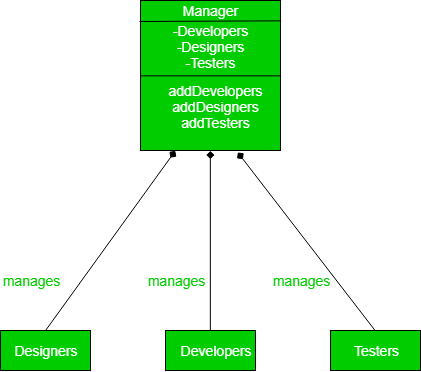 Manager
-Developers
-Designers
-Testers
addDevelopers
addDesigners
addTesters
manages
manages
manages
Designers
Developers
Testers